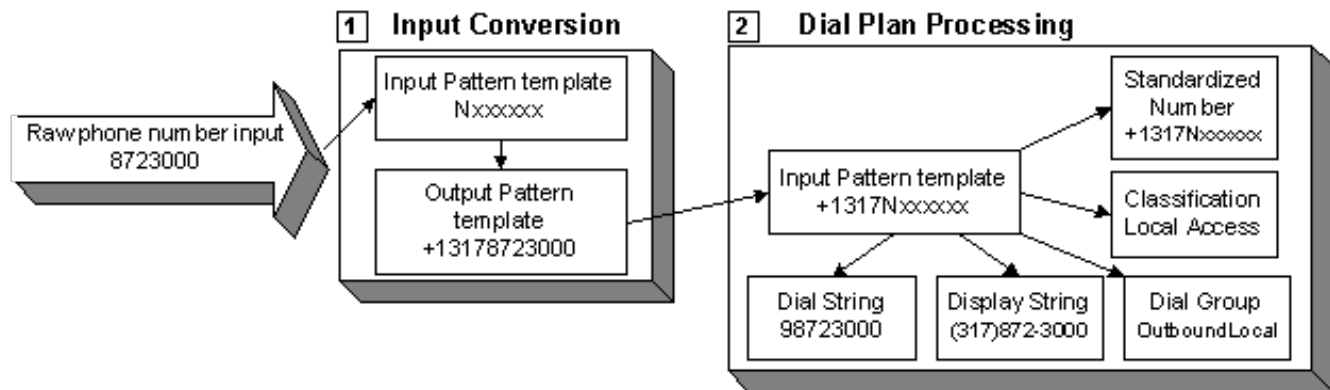 1 Input Conversion
2 Dial Plan Processing
Raw phone number input
8723000
Input Pattern template
Nxxxxxx
Output Pattern
template
+13178723000
Input Pattern template
+1317Nxxxxxx
Standardized
Number
+1317Nxxxxxx
Classification
Local Access
Dial String
98723000
Display String
(317)872-3000
Dial Group
OutboundLocal